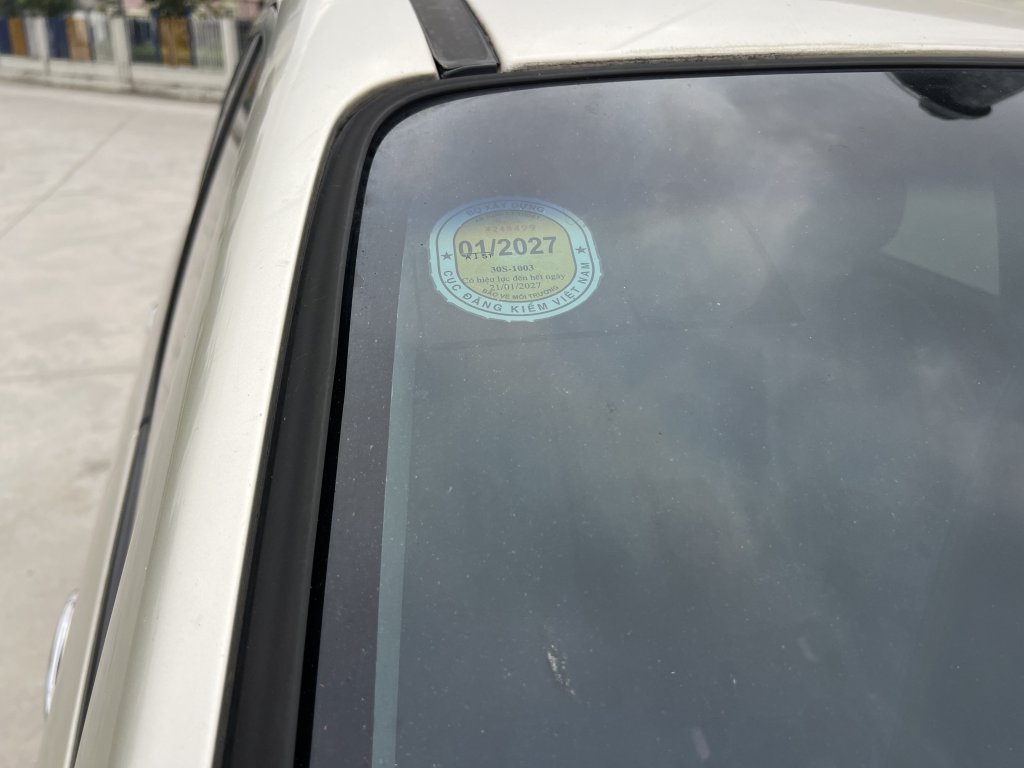 BỘ XÂY DỰNG
01/2027
30S-1003
Có hiệu lực đến hết ngày
21/01/2027
BẢO VỆ MÔI TRƯỜNG
CỤC ĐĂNG KIỂM VIỆT NAM